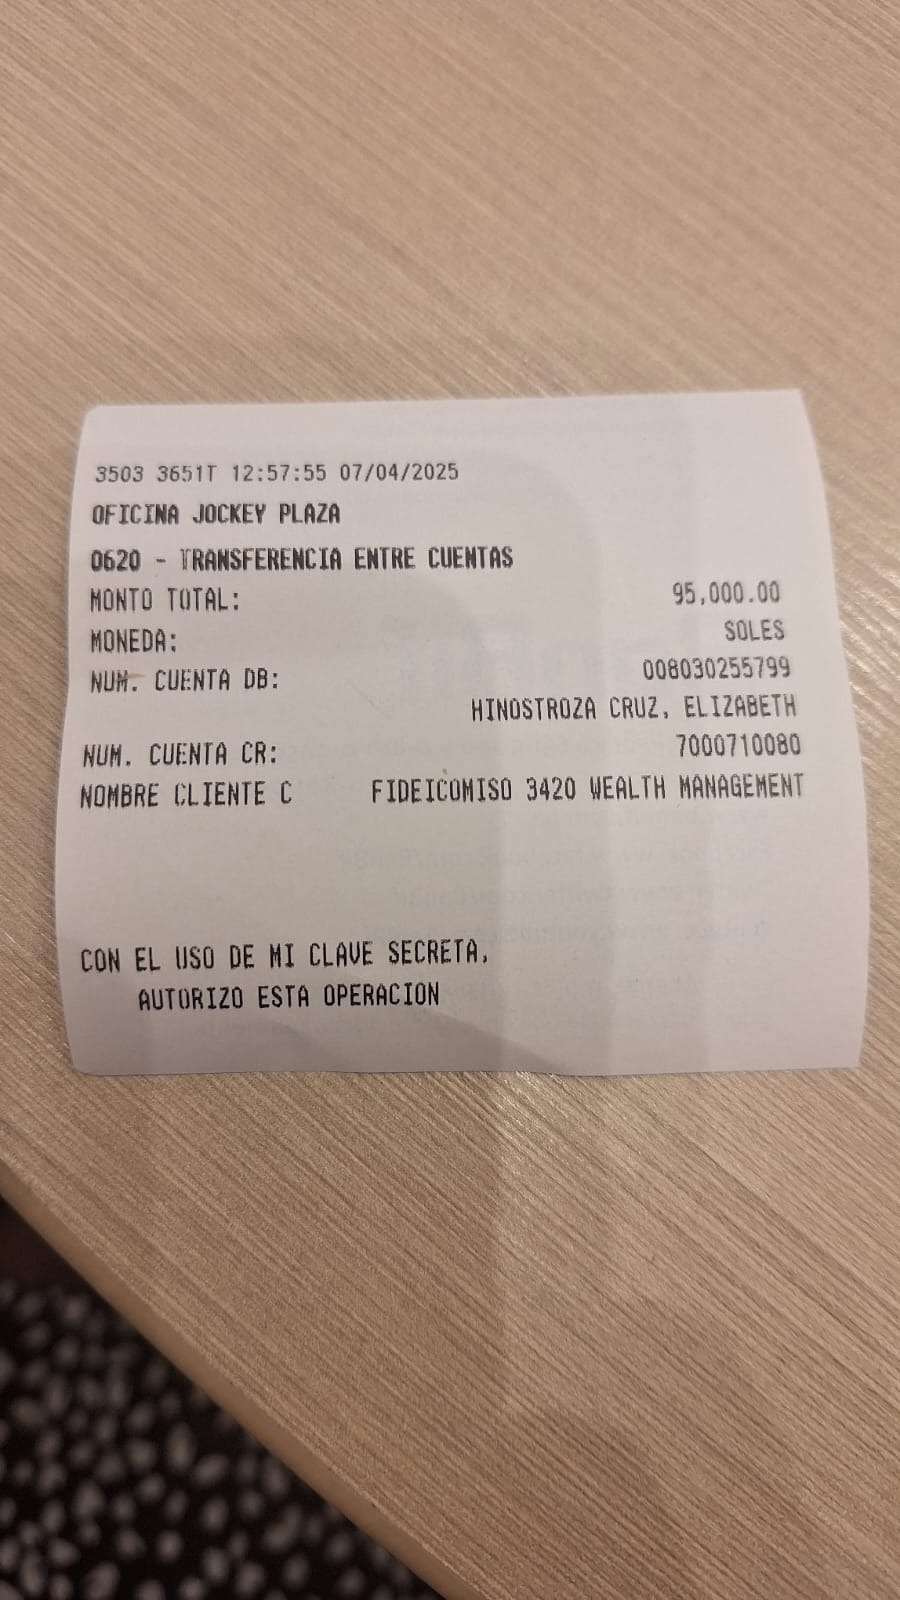 3503 3651T 12:57:55 07/04/2025
OFICINA JOCKEY PLAZA
0620 - TRANSFERENCIA ENTRE CUENTAS
MONTO TOTAL: 95,000.00
MONEDA: SOLES
NUM. CUENTA DB: 008030255799
HINOSTROZA CRUZ, ELIZABETH
NUM. CUENTA CR: 7000710080
NOMBRE CLIENTE C FIDEICOMISO 3420 WEALTH MANAGEMENT
CON EL USO DE MI CLAVE SECRETA,
AUTORIZO ESTA OPERACION